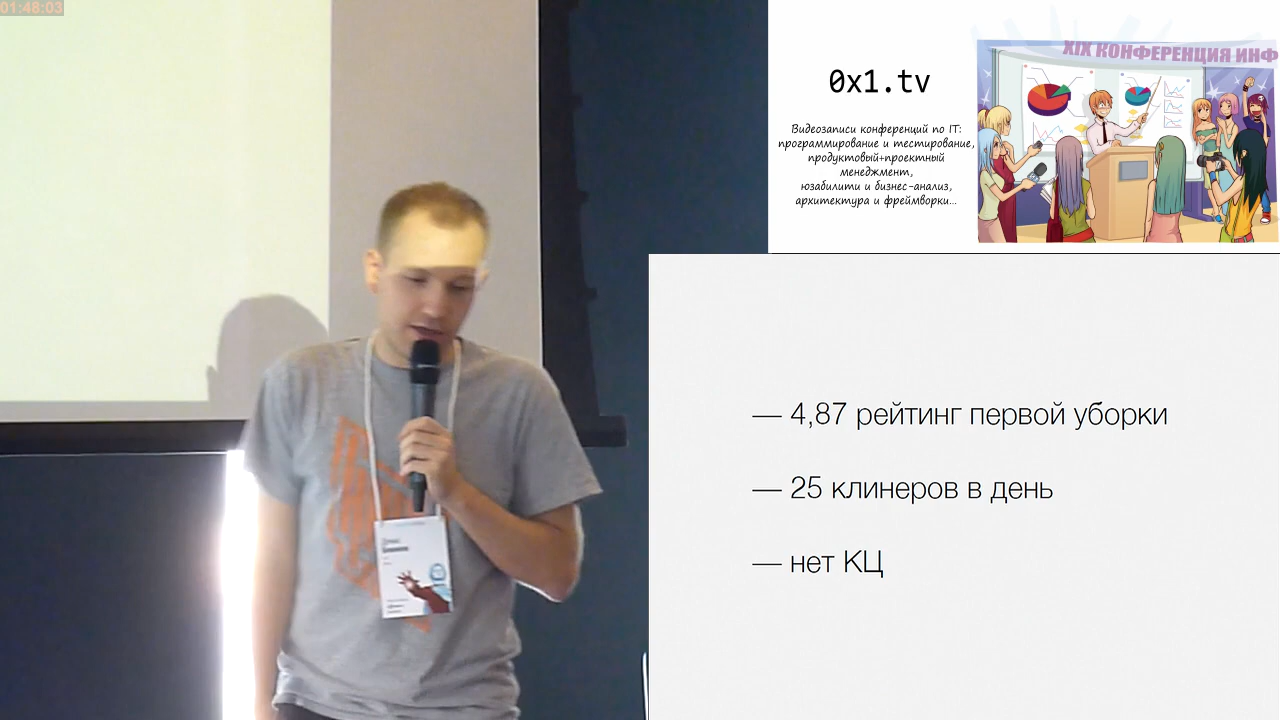 01:48:03
0x1.tv
Видеозаписи конференций по IT:
программирование и тестирование,
продуктовый+проектный
менеджмент,
юзабилити и бизнес-анализ,
архитектура и фреймворки...
XIX КОНФЕРЕНЦИЯ ИНФ
— 4,87 рейтинг первой уборки
— 25 клинеров в день
— нет КЦ